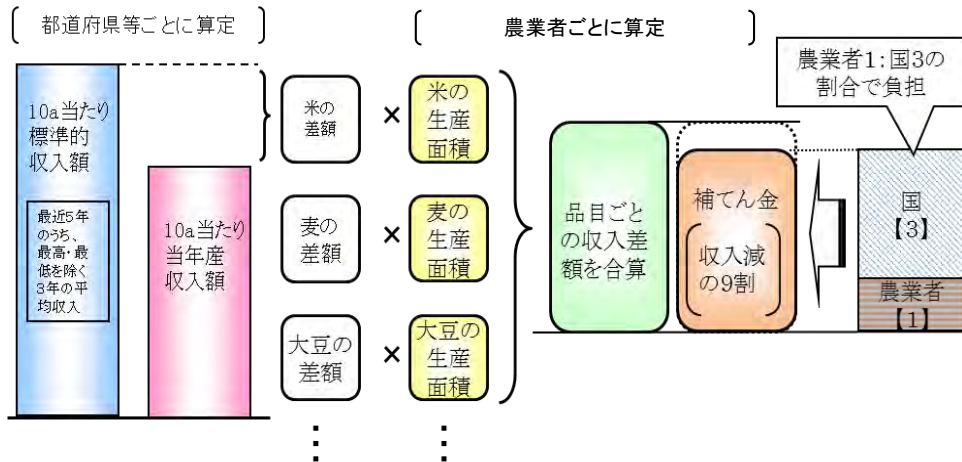 都道府県等ごとに算定
農業者ごとに算定
10a当たり
標準的
収入額
最近5年
のうち、
最高・最
低を除く
3年の平
均収入
10a当たり
当年産
収入額
米の
差額
×
米の
生産
面積
麦の
差額
×
麦の
生産
面積
大豆の
差額
×
大豆の
生産
面積
品目ごと
の収入差
額を合算
補てん金
収入減
の9割
農業者1:国3の
割合で負担
国
【3】
農業者
【1】